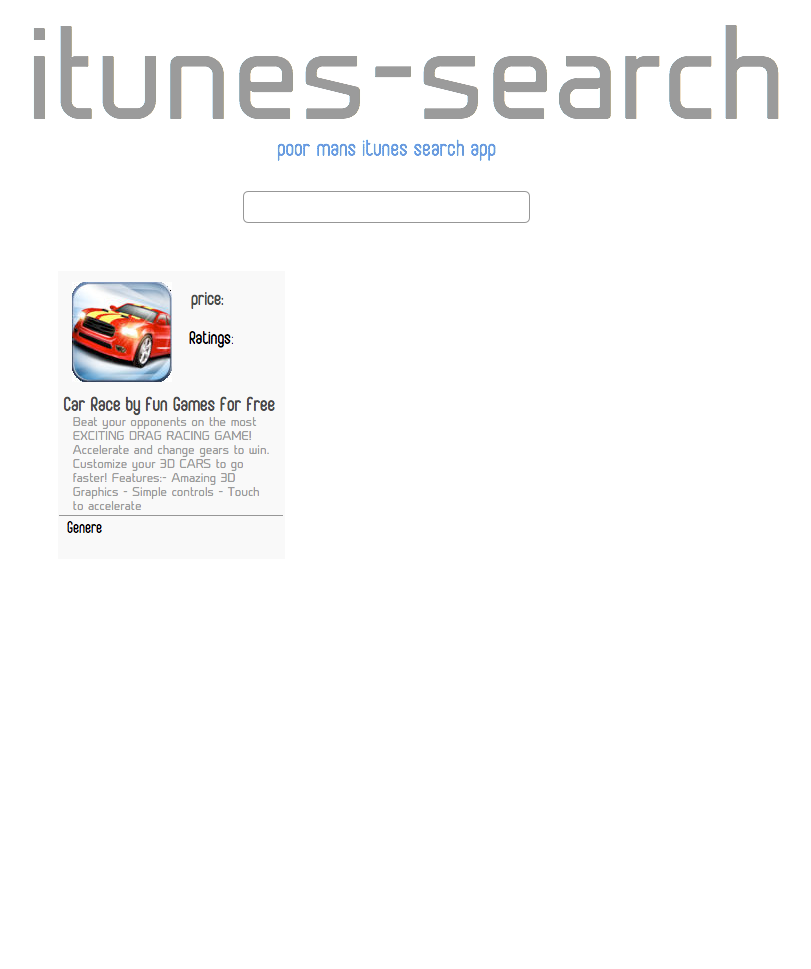 itunes-search
poor mans itunes search app
price:
Ratings:
Car Race by Fun Games For Free
Beat your opponents on the most
EXCITING DRAG RACING GAME!
Accelerate and change gears to win.
Customize your 3D CARS to go
faster! Features:- Amazing 3D
Graphics - Simple controls - Touch
to accelerate
Genere